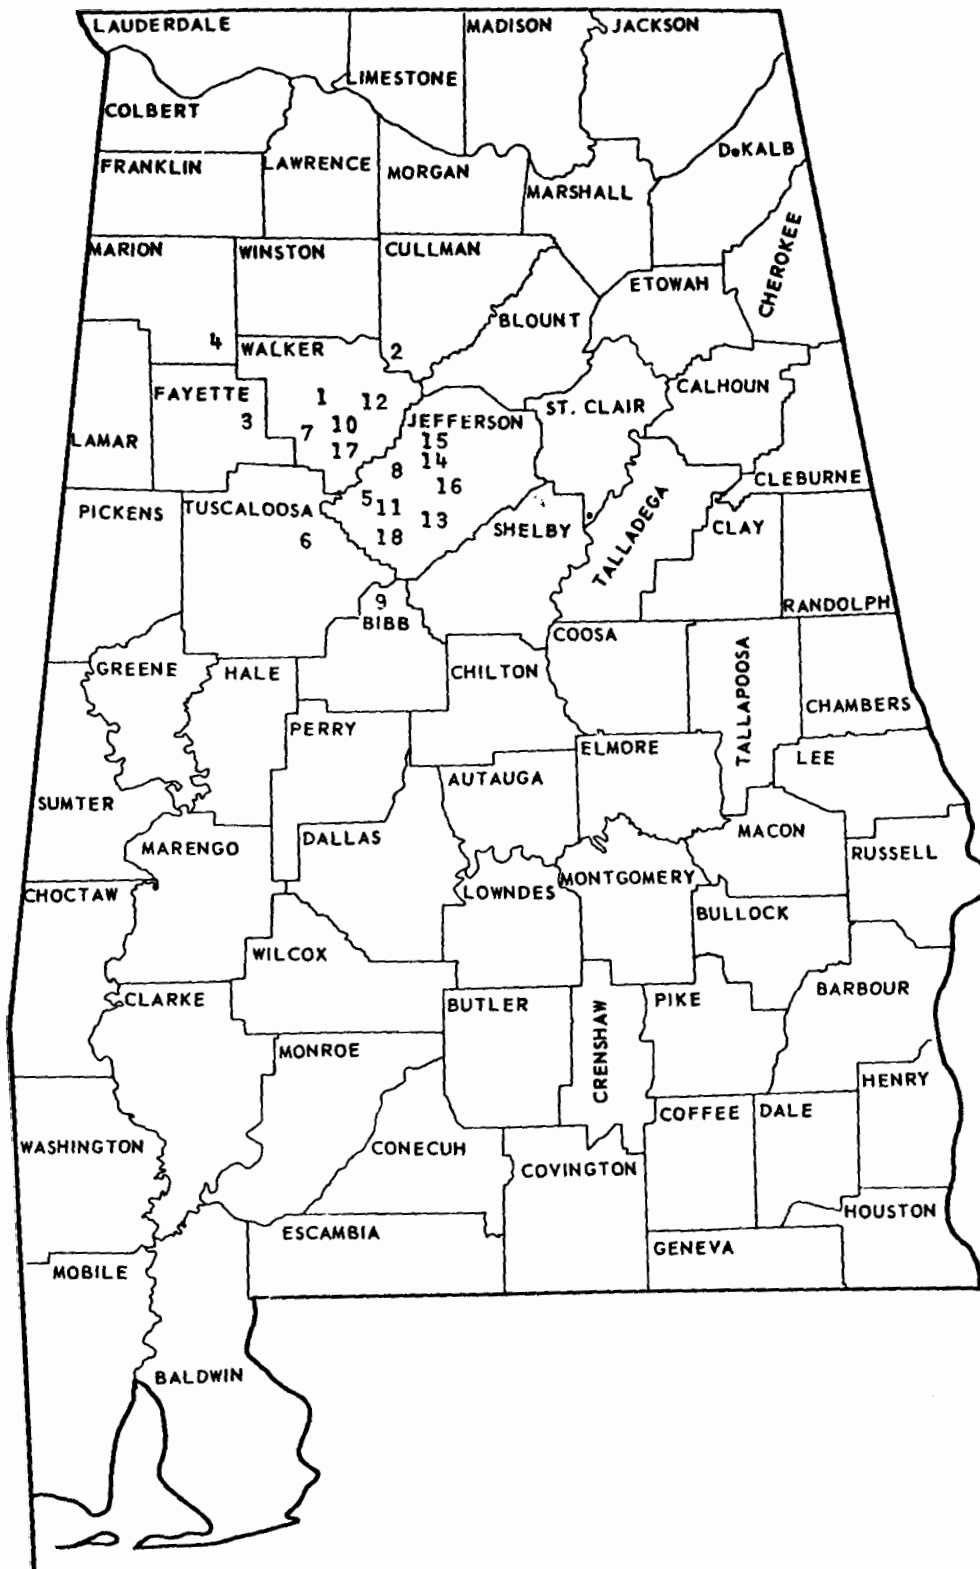 LAUDERDALE
MADISON
JACKSON
LIMESTONE
COLBERT
DeKALB
FRANKLIN
LAWRENCE
MORGAN
MARSHALL
MARION
WINSTON
CULLMAN
CHEROKEE
ETOWAH
BLOUNT
4
WALKER
2
FAYETTE
CALHOUN
1
12
ST. CLAIR
3
10
JEFFERSON
7
15
LAMAR
17
14
8
CLEBURNE
16
5
PICKENS
TUSCALOOSA
11
13
SHELBY
TALLADEGA
CLAY
6
18
9
RANDOLPH
BIBB
COOSA
GREENE
HALE
CHILTON
TALLAPOOSA
CHAMBERS
PERRY
ELMORE
LEE
AUTAUGA
SUMTER
DALLAS
MACON
MARENGO
RUSSELL
CHOCTAW
LOWNDES
MONTGOMERY
BULLOCK
WILCOX
CLARKE
BUTLER
CRENSHAW
PIKE
BARBOUR
MONROE
HENRY
COFFEE
DALE
WASHINGTON
CONECUH
COVINGTON
HOUSTON
ESCAMBIA
GENEVA
MOBILE
BALDWIN